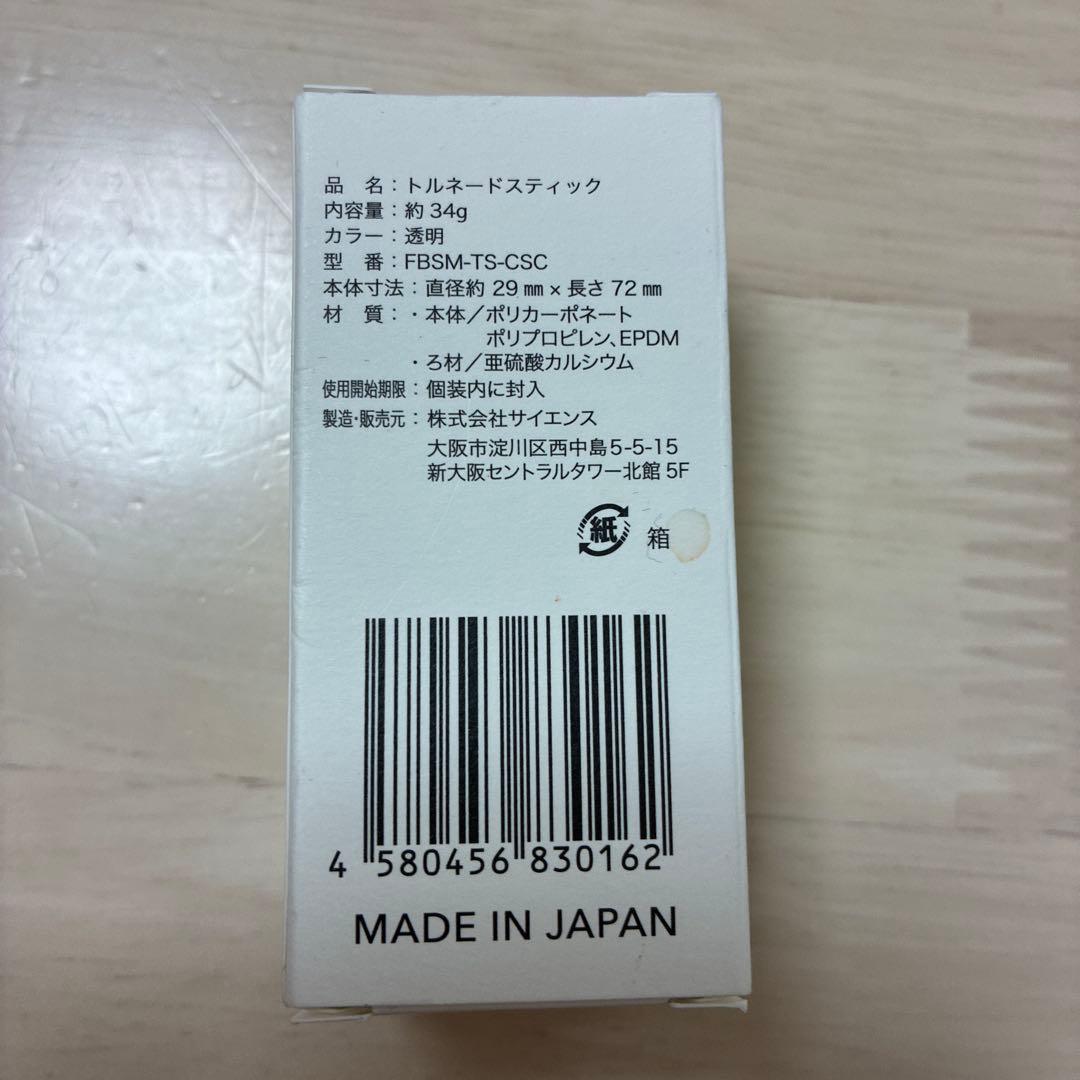 品 名：トルネードスティック
内容量：約 34g
カラー：透明
型 番：FBSM-TS-CSC
本体寸法：直径約 29㎜×長さ 72㎜
材 質：・本体／ポリカーボネート
ポリプロピレン、EPDM
・ろ材／亜硫酸カルシウム
使用開始期限：個装内に封入
製造・販売元：株式会社サイエンス
大阪市淀川区西中島5-5-15
新大阪セントラルタワー北館 5F
紙 箱
4 580456 830162
MADE IN JAPAN